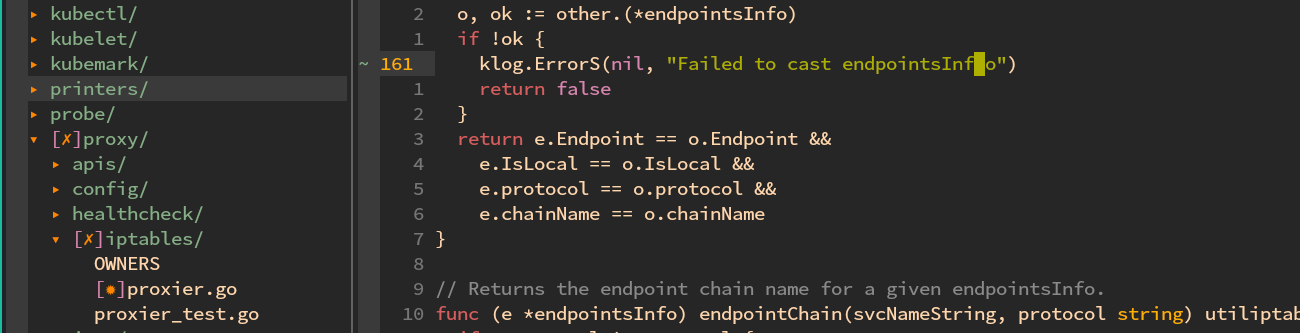 ▸ kubectl/
▸ kubelet/
▸ kubemark/
▸ printers/
▸ probe/
▾ [✗]proxy/
▸ apis/
▸ config/
▸ healthcheck/
▾ [✗]iptables/
OWNERS
[✹]proxier.go
proxier_test.go
2 o, ok := other.(*endpointsInfo)
1 if !ok {
~ 161 klog.ErrorS(nil, "Failed to cast endpointsInfo")
1 return false
2 }
3 return e.Endpoint == o.Endpoint &&
4 e.IsLocal == o.IsLocal &&
5 e.protocol == o.protocol &&
6 e.chainName == o.chainName
7 }
8
9 // Returns the endpoint chain name for a given endpointsInfo.
10 func (e *endpointsInfo) endpointChain(svcNameString, protocol string) utiliptab